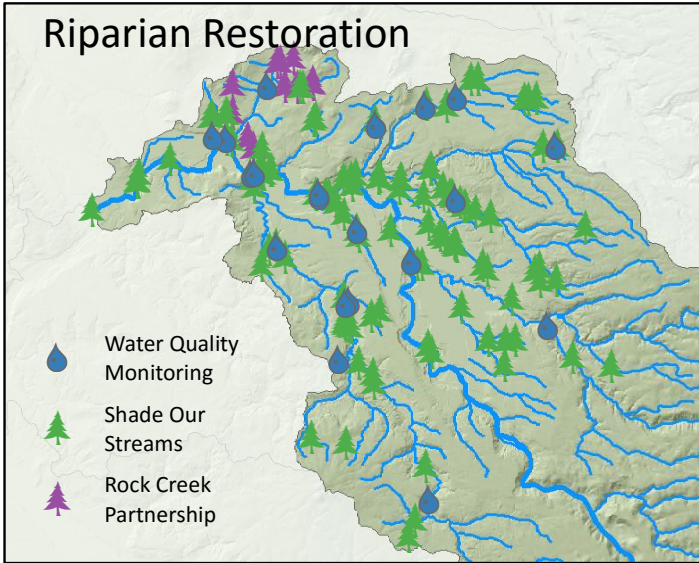 Riparian Restoration
Water Quality
Monitoring
Shade Our
Streams
Rock Creek
Partnership